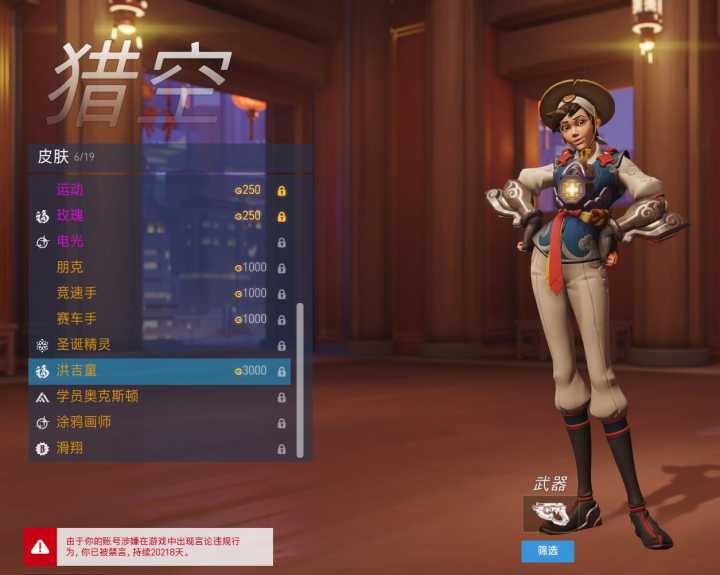 猎空
皮肤 6/19
运动 250
玫瑰 250
电光
朋克 1000
竞速手 1000
赛车手 1000
圣诞精灵
洪吉童 3000
学员奥克斯顿
涂鸦画师
滑翔
武器
筛选
由于你的账号涉嫌在游戏中出现言论违规行
为,你已被禁言,持续20218天。